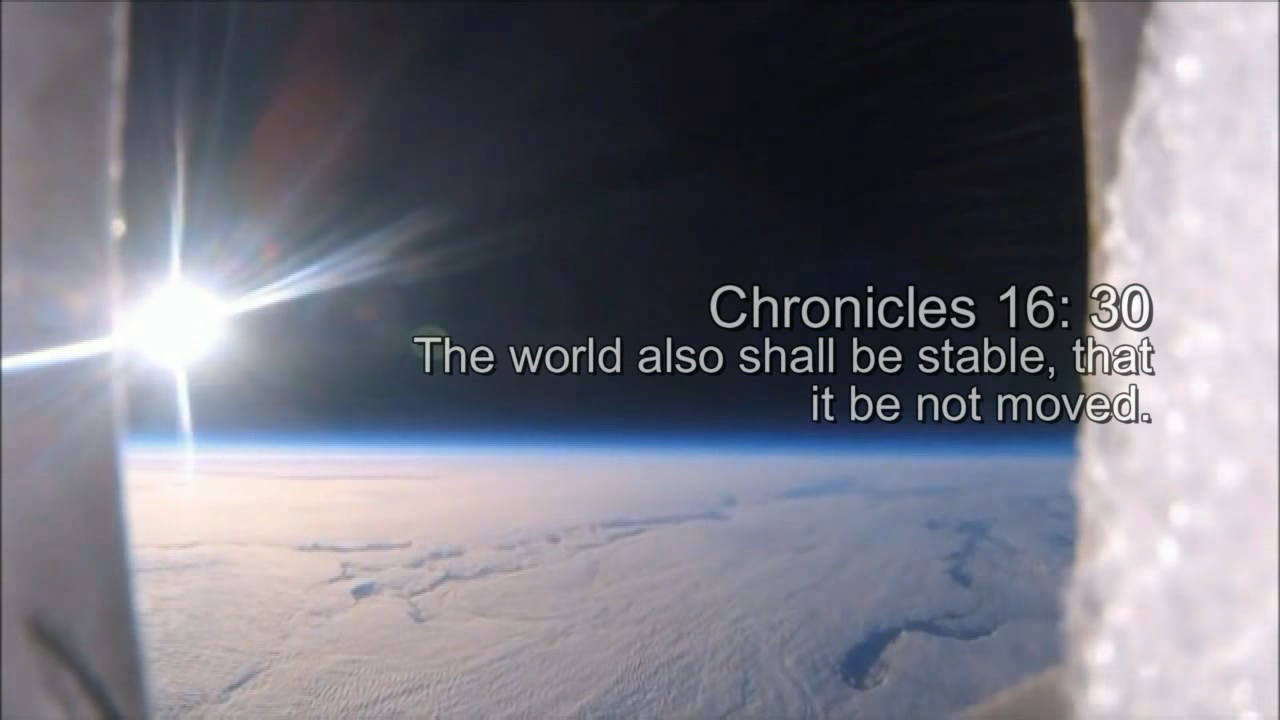 Chronicles 16: 30
The world also shall be stable, that
it be not moved.